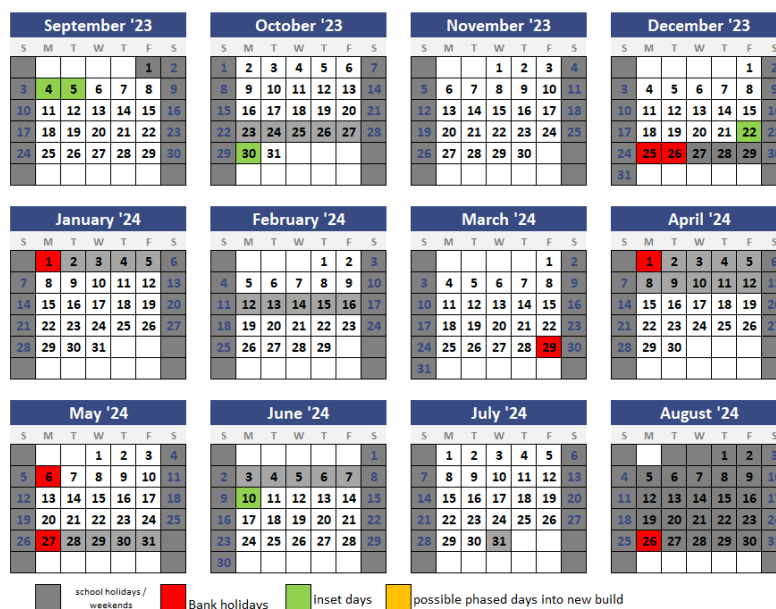 September '23 October '23 November '23 December '23
S M T W T F S S M T W T F S S M T W T F S S M T W T F S
1 2 1 2 3 4 5 6 7 1 2 3 4 1 2
3 4 5 6 7 8 9 8 9 10 11 12 13 14 5 6 7 8 9 10 11 3 4 5 6 7 8 9
10 11 12 13 14 15 16 15 16 17 18 19 20 21 12 13 14 15 16 17 18 10 11 12 13 14 15
17 18 19 20 21 22 23 22 23 24 25 26 27 28 19 20 21 22 23 24 25 17 18 19 20 21 22
24 25 26 27 28 29 30 29 30 31 26 27 28 29 30 24 25 26 27 28 29
31
January '24 February '24 March '24 April '24
S M T W T F S S M T W T F S S M T W T F S S M T W T F S
1 2 3 4 5 6 1 2 3 1 2 1 2 3 4 5 6
7 8 9 10 11 12 13 4 5 6 7 8 9 10 3 4 5 6 7 8 9 7 8 9 10 11 12
14 15 16 17 18 19 20 11 12 13 14 15 16 17 10 11 12 13 14 15 16 14 15 16 17 18 19
21 22 23 24 25 26 27 18 19 20 21 22 23 24 17 18 19 20 21 22 23 21 22 23 24 25 26
28 29 30 31 25 26 27 28 29 24 25 26 27 28 29 30 28 29 30
31
May '24 June '24 July '24 August '24
S M T W T F S S M T W T F S S M T W T F S S M T W T F S
1 2 3 4 1 1 2 3 4 5 6 1 2 3
5 6 7 8 9 10 11 2 3 4 5 6 7 8 7 8 9 10 11 12 13 4 5 6 7 8 9
12 13 14 15 16 17 18 9 10 11 12 13 14 15 14 15 16 17 18 19 20 11 12 13 14 15 16
19 20 21 22 23 24 25 16 17 18 19 20 21 22 21 22 23 24 25 26 27 18 19 20 21 22 23
26 27 28 29 30 31 23 24 25 26 27 28 29 28 29 30 31 25 26 27 28 29 30
30
school holidays /
weekends Bank holidays inset days possible phased days into new build